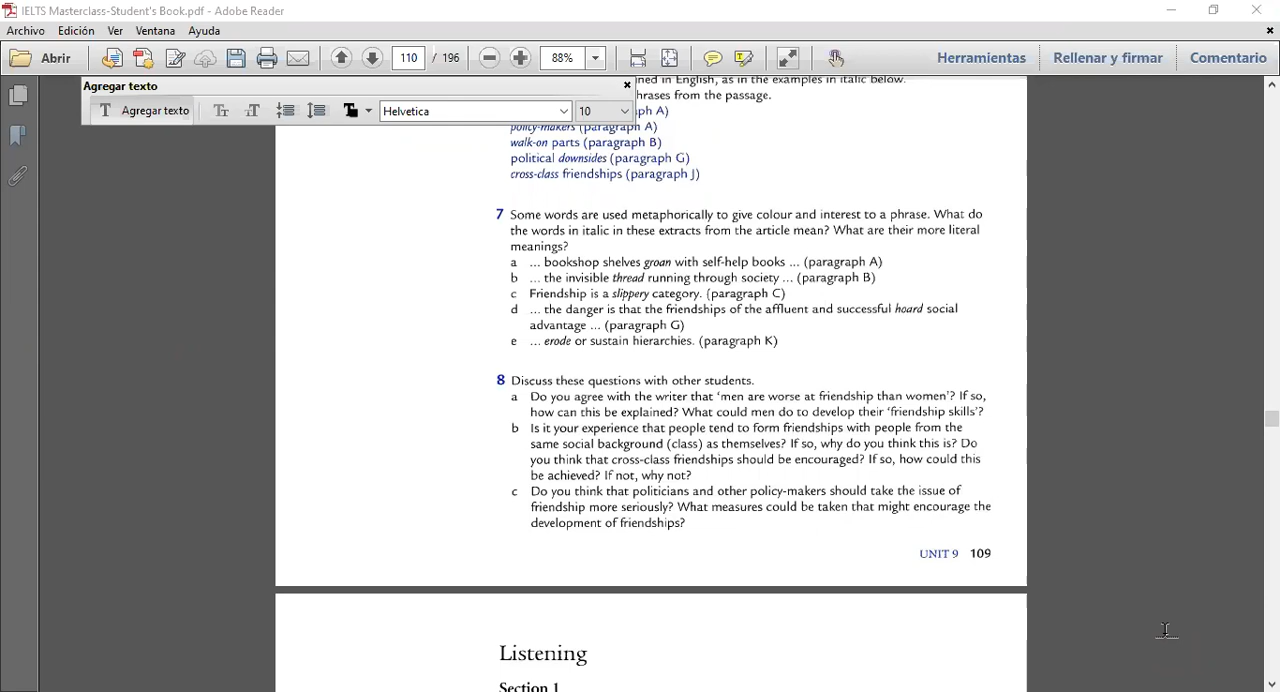 IELTS Masterclass-Student's Book.pdf - Adobe Reader
Archivo Edición Ver Ventana Ayuda
Abrir 110 / 196 88% Herramientas Rellenar y firmar Comentario
Agregar texto
Agregar texto Helvetica 10
ned in English, as in the examples in italic below.
hrases from the passage.
ph A)
policy-makers (paragraph A)
walk-on parts (paragraph B)
political downsides (paragraph G)
cross-class friendships (paragraph J)
7 Some words are used metaphorically to give colour and interest to a phrase. What do
the words in italic in these extracts from the article mean? What are their more literal
meanings?
a ... bookshop shelves groan with self-help books ... (paragraph A)
b ... the invisible thread running through society ... (paragraph B)
c Friendship is a slippery category. (paragraph C)
d ... the danger is that the friendships of the affluent and successful hoard social
advantage ... (paragraph G)
e ... erode or sustain hierarchies. (paragraph K)
8 Discuss these questions with other students.
a Do you agree with the writer that 'men are worse at friendship than women'? If so,
how can this be explained? What could men do to develop their 'friendship skills'?
b Is it your experience that people tend to form friendships with people from the
same social background (class) as themselves? If so, why do you think this is? Do
you think that cross-class friendships should be encouraged? If so, how could this
be achieved? If not, why not?
c Do you think that politicians and other policy-makers should take the issue of
friendship more seriously? What measures could be taken that might encourage the
development of friendships?
UNIT 9 109
Listening
Section 1